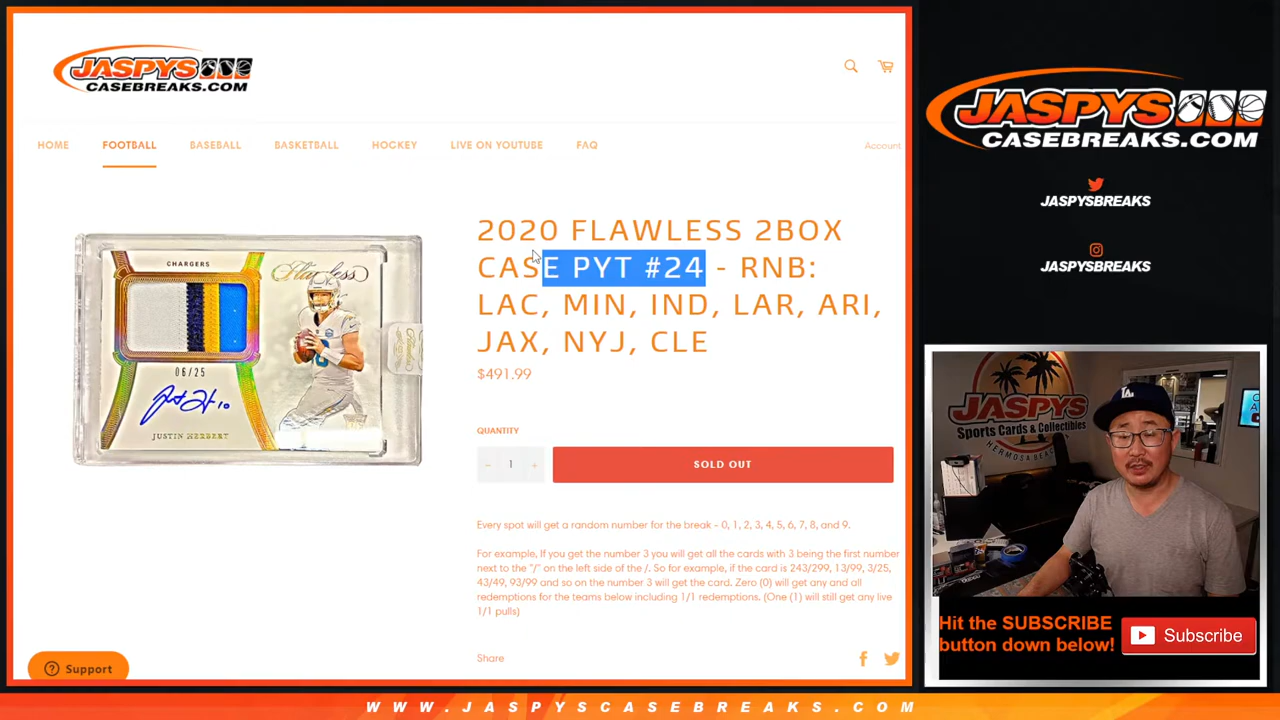 JASPYS
CASEBREAKS.COM
HOME
FOOTBALL
BASEBALL
BASKETBALL
HOCKEY
LIVE ON YOUTUBE
FAQ
Account
CHARGERS
Flawless
06/25
JUSTIN HERBERT
2020 FLAWLESS 2BOX
CASE PYT #24 - RNB:
LAC, MIN, IND, LAR, ARI,
JAX, NYJ, CLE
$491.99
QUANTITY
− 1 +
SOLD OUT
Every spot will get a random number for the break - 0, 1, 2, 3, 4, 5, 6, 7, 8, and 9.
For example, If you get the number 3 you will get all the cards with 3 being the first number
next to the "/" on the left side of the /. So for example, if the card is 243/299, 13/99, 3/25,
43/49, 93/99 and so on the number 3 will get the card. Zero (0) will get any and all
redemptions for the teams below including 1/1 redemptions. (One (1) will still get any live
1/1 pulls)
Share
Support
JASPYS
CASEBREAKS.COM
JASPYSBREAKS
JASPYSBREAKS
JASPYS
Sports Cards & Collectibles
HERMOSA BEACH
LA
Hit the SUBSCRIBE
button down below!
Subscribe
WWW.JASPYSCASEBREAKS.COM